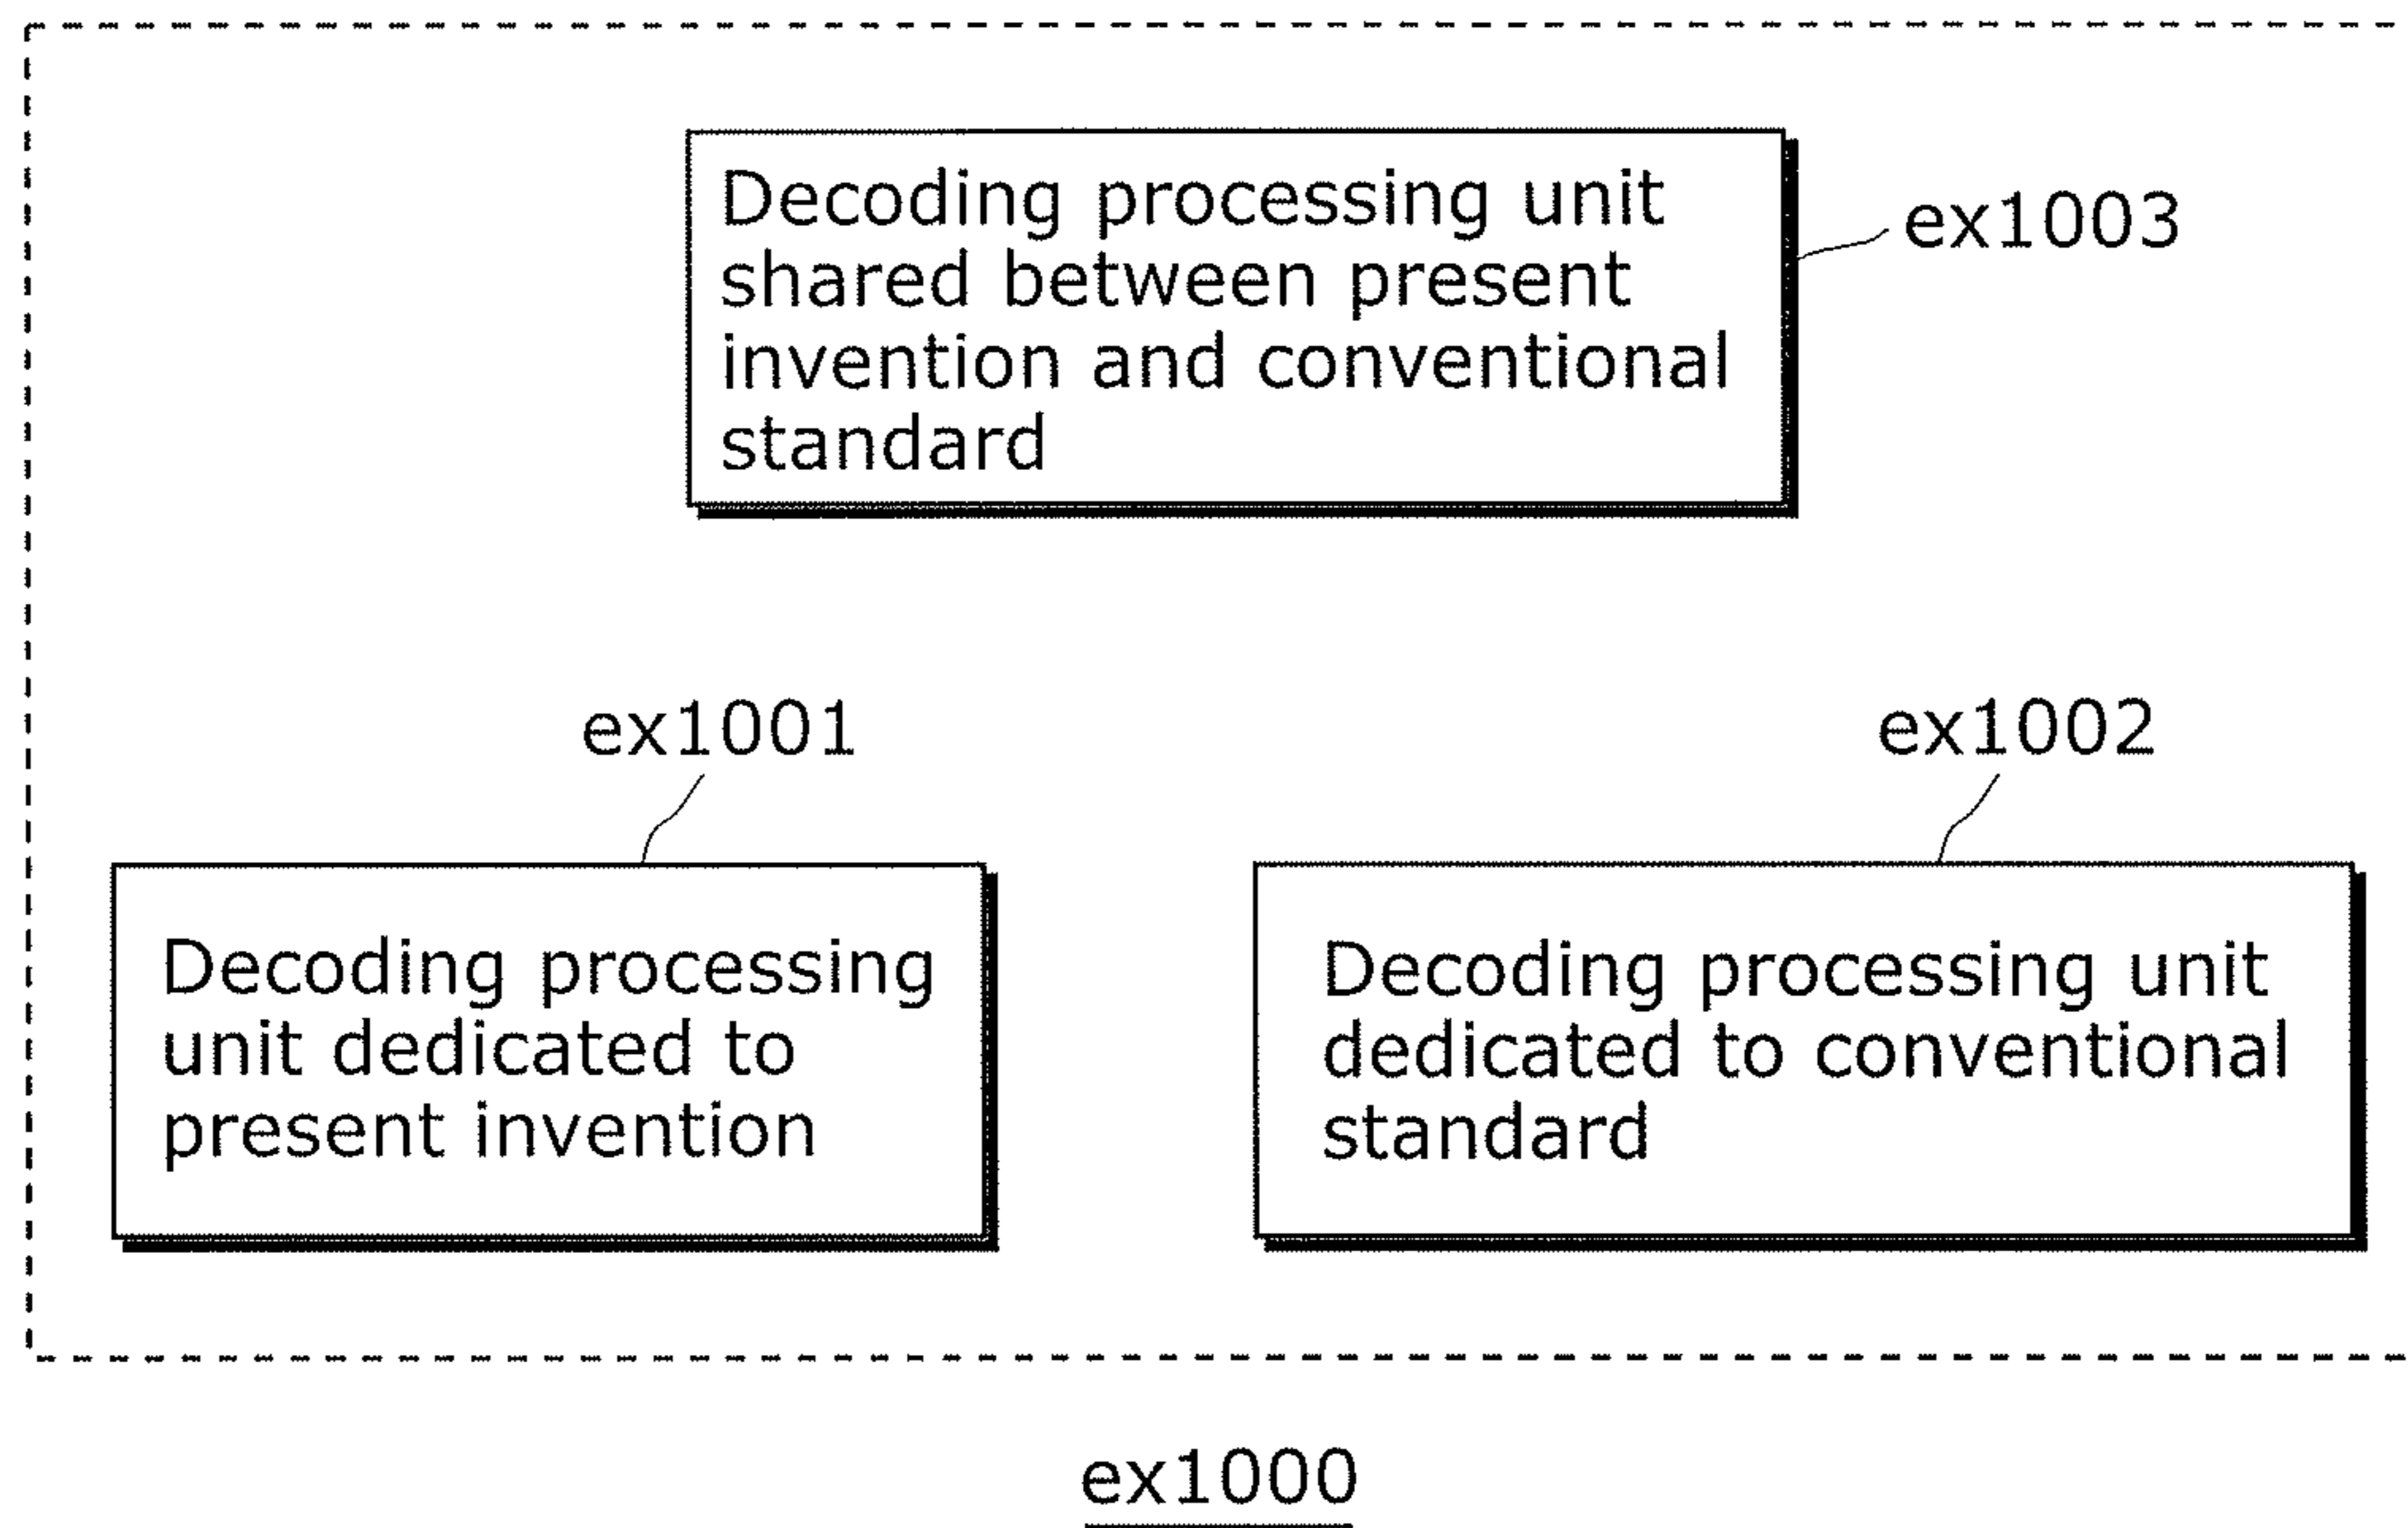 Decoding processing unit
shared between present
invention and conventional
standard
ex1003
ex1001
ex1002
Decoding processing
unit dedicated to
present invention
Decoding processing unit
dedicated to conventional
standard
ex1000